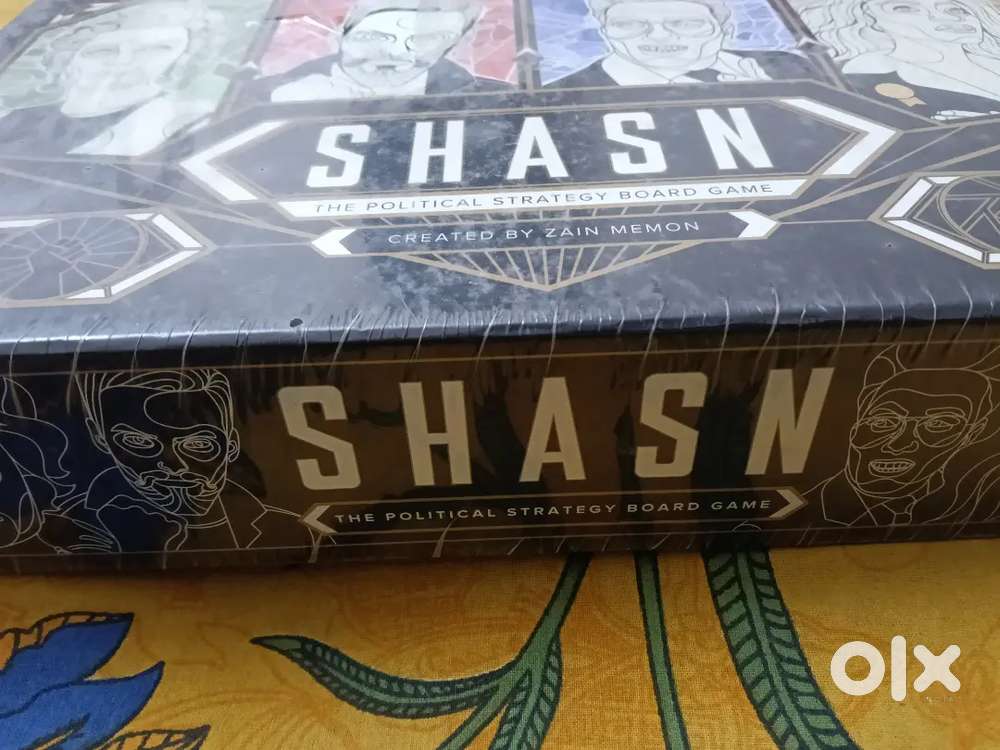 SHASN
THE POLITICAL STRATEGY BOARD GAME
CREATED BY ZAIN MEMON
SHASN
THE POLITICAL STRATEGY BOARD GAME
olx